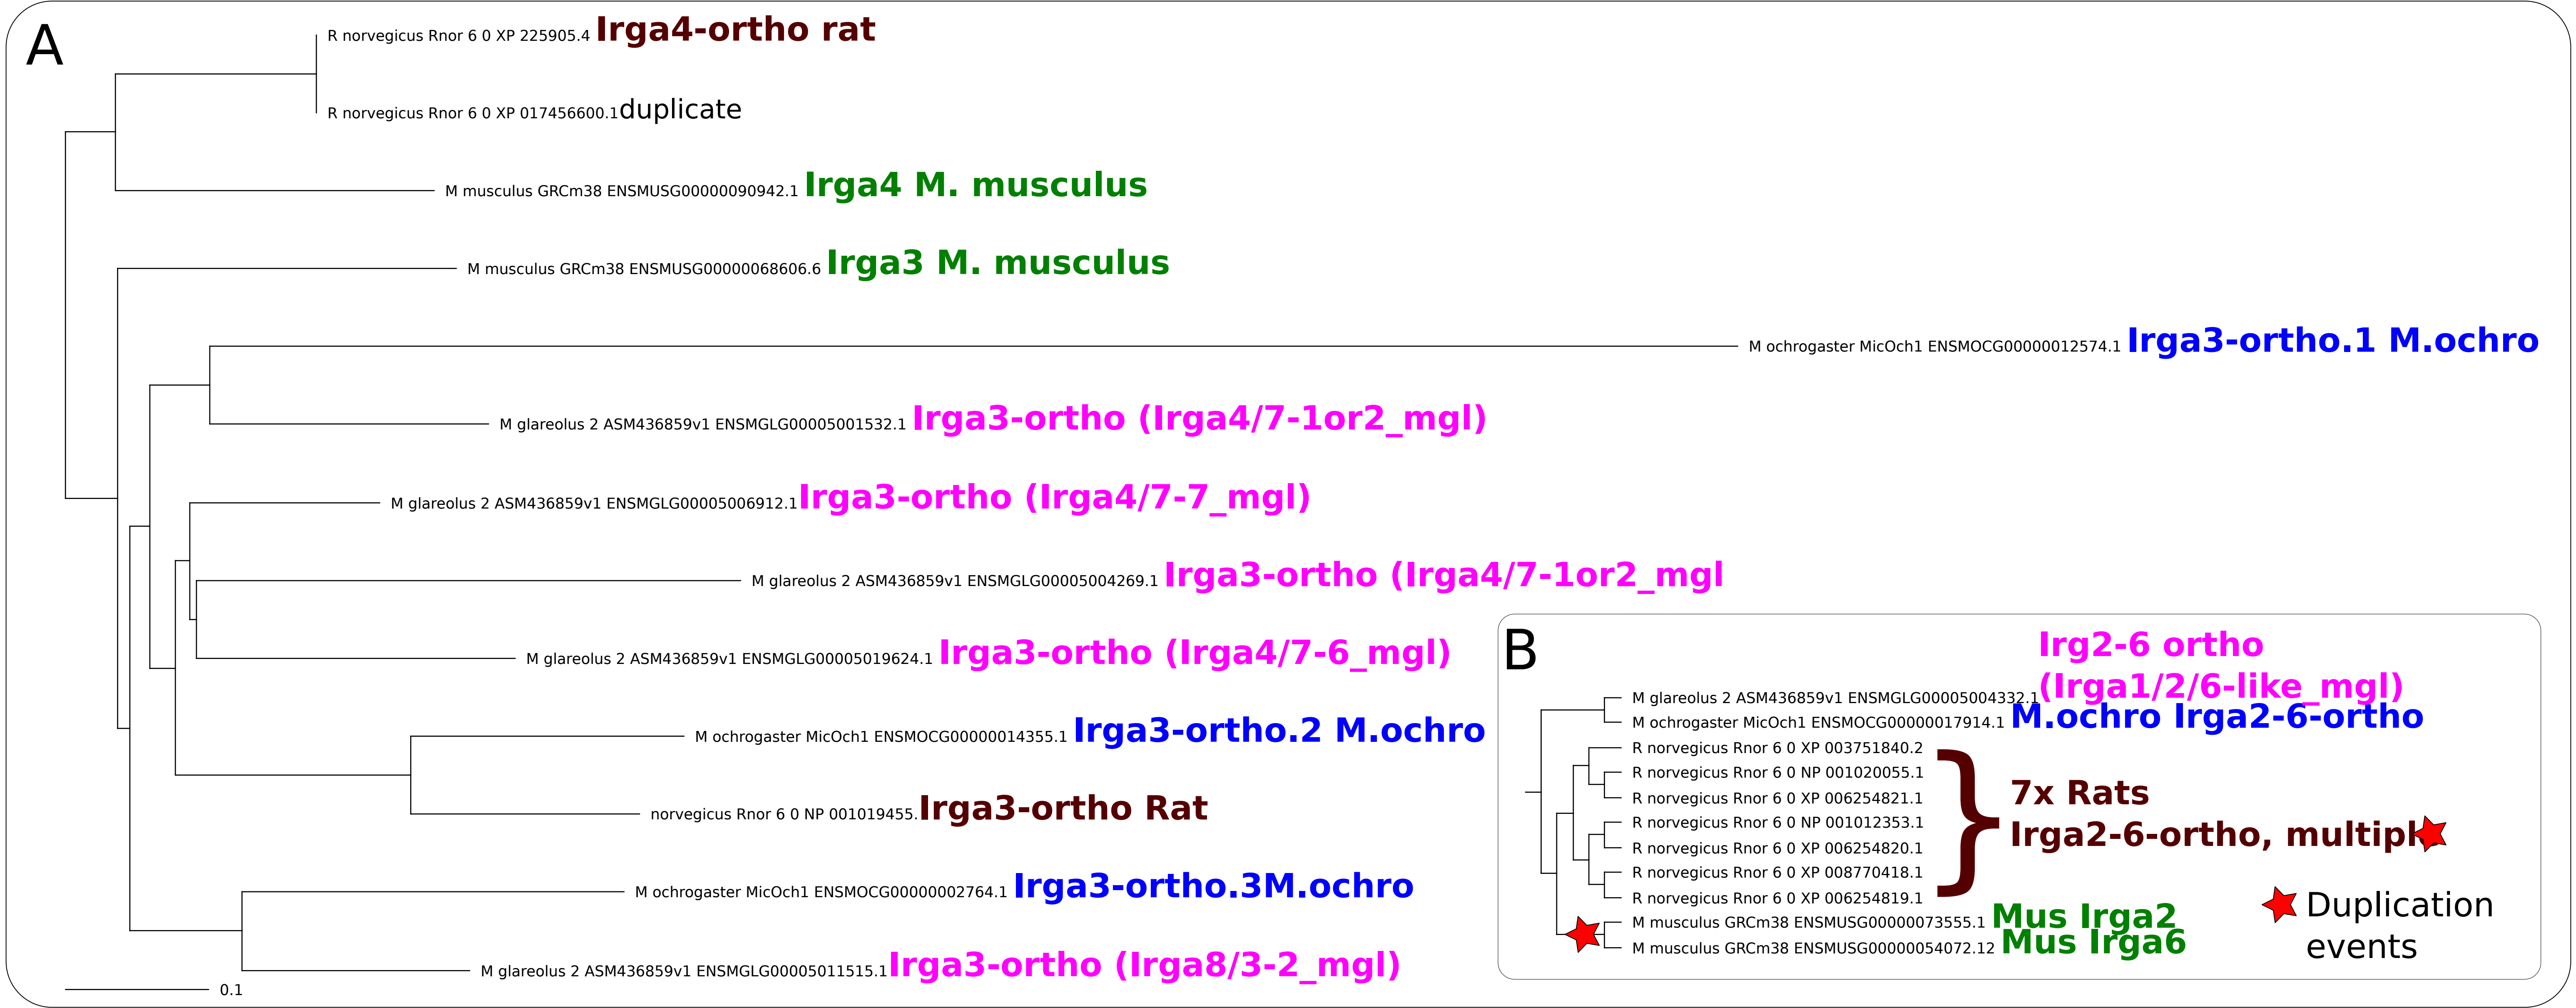 A
R norvegicus Rnor 6 0 XP 225905.4 Irga4-ortho rat
R norvegicus Rnor 6 0 XP 017456600.1duplicate
M musculus GRCm38 ENSMUSG00000090942.1 Irga4 M. musculus
M musculus GRCm38 ENSMUSG00000068606.6 Irga3 M. musculus
M ochrogaster MicOch1 ENSMOCG00000012574.1 Irga3-ortho.1 M.ochro
M glareolus 2 ASM436859v1 ENSMGLG00005001532.1 Irga3-ortho (Irga4/7-1or2_mgl)
M glareolus 2 ASM436859v1 ENSMGLG00005006912.1Irga3-ortho (Irga4/7-7_mgl)
M glareolus 2 ASM436859v1 ENSMGLG00005004269.1 Irga3-ortho (Irga4/7-1or2_mgl
M glareolus 2 ASM436859v1 ENSMGLG00005019624.1 Irga3-ortho (Irga4/7-6_mgl)
M ochrogaster MicOch1 ENSMOCG00000014355.1 Irga3-ortho.2 M.ochro
norvegicus Rnor 6 0 NP 001019455.Irga3-ortho Rat
M ochrogaster MicOch1 ENSMOCG00000002764.1 Irga3-ortho.3M.ochro
M glareolus 2 ASM436859v1 ENSMGLG00005011515.1Irga3-ortho (Irga8/3-2_mgl)
0.1
B
Irg2-6 ortho
M glareolus 2 ASM436859v1 ENSMGLG00005004332.1 (Irga1/2/6-like_mgl)
M ochrogaster MicOch1 ENSMOCG00000017914.1 M.ochro Irga2-6-ortho
R norvegicus Rnor 6 0 XP 003751840.2
R norvegicus Rnor 6 0 NP 001020055.1
R norvegicus Rnor 6 0 XP 006254821.1
R norvegicus Rnor 6 0 NP 001012353.1
R norvegicus Rnor 6 0 XP 006254820.1
R norvegicus Rnor 6 0 XP 008770418.1
R norvegicus Rnor 6 0 XP 006254819.1
} 7x Rats
Irga2-6-ortho, multiple
M musculus GRCm38 ENSMUSG00000073555.1 Mus Irga2
M musculus GRCm38 ENSMUSG00000054072.12 Mus Irga6
Duplication
events